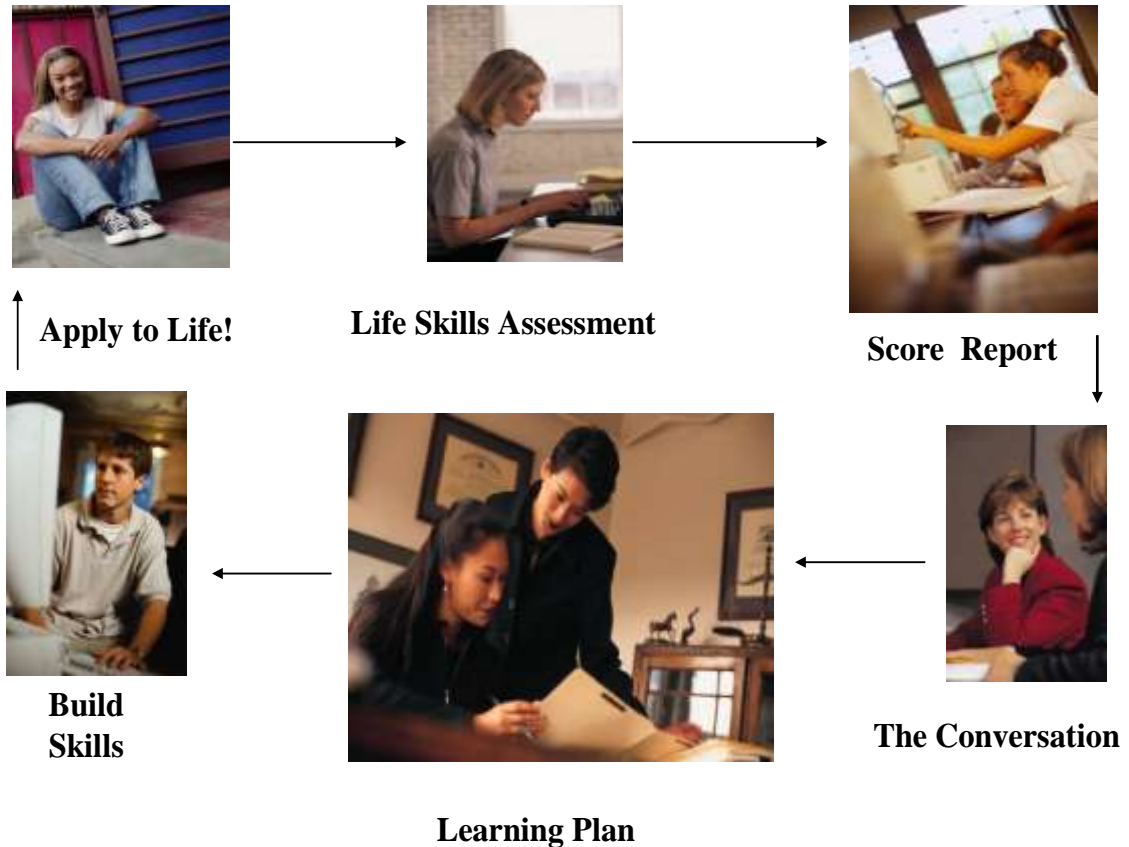 Apply to Life!
Life Skills Assessment
Score Report
Build
Skills
The Conversation
Learning Plan